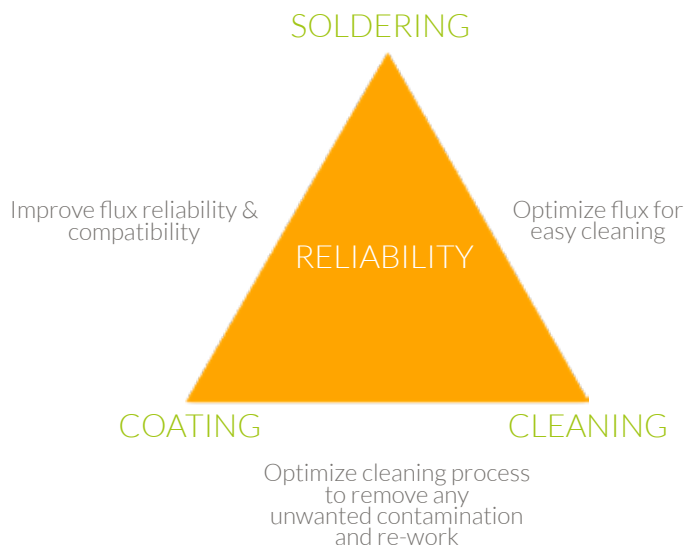 SOLDERING
Improve flux reliability &
compatibility
Optimize flux for
easy cleaning
RELIABILITY
COATING
CLEANING
Optimize cleaning process
to remove any
unwanted contamination
and re-work